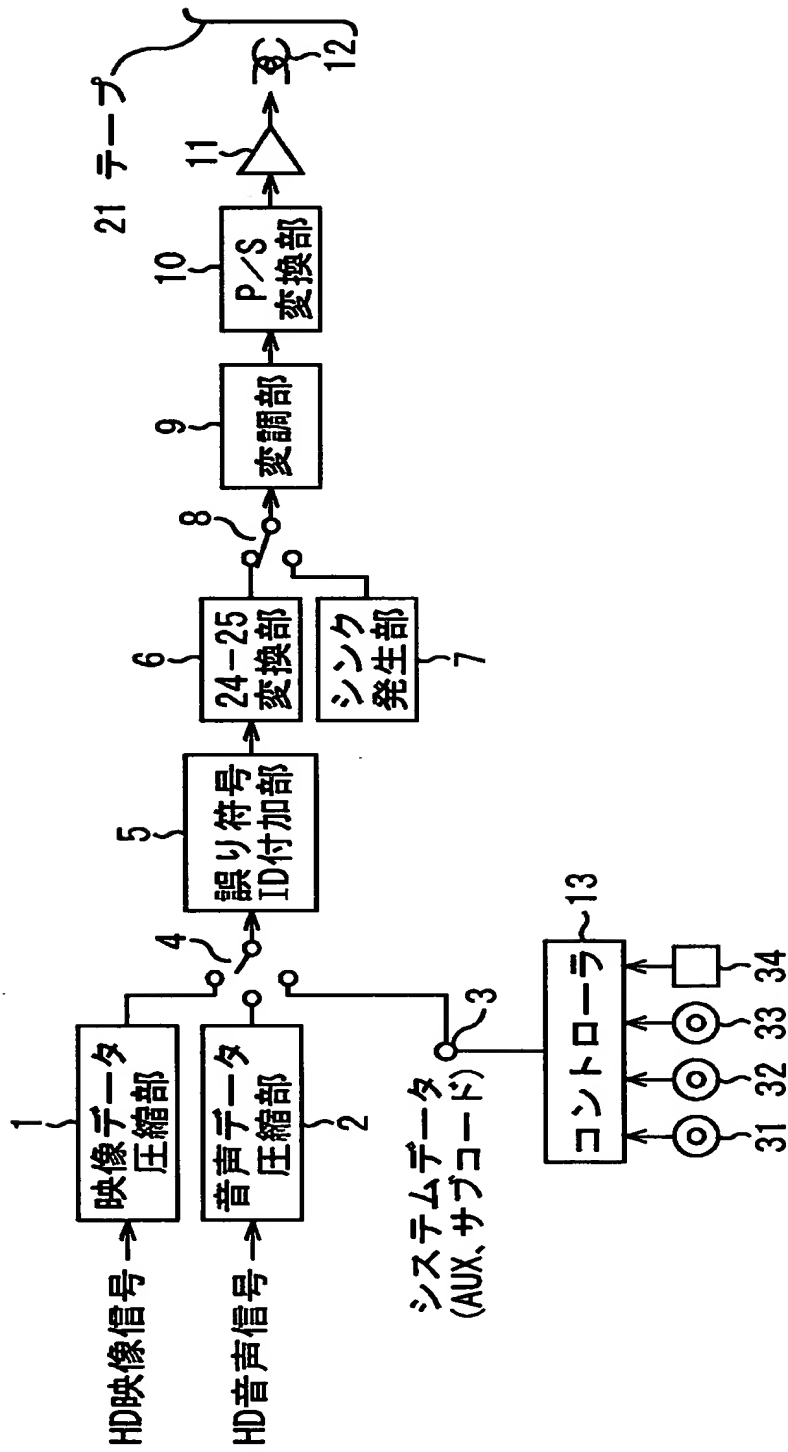 HD映像信号
1
映像データ
圧縮部
HD音声信号
2
音声データ
圧縮部
システムデータ
(AUX、サブコード)
3
4
5
誤り符号
ID付加部
6
24-25
変換部
シンク
発生部
7
8
9
変調部
10
P/S
変換部
11
12
21 テープ
13
コントローラ
31
32
33
34